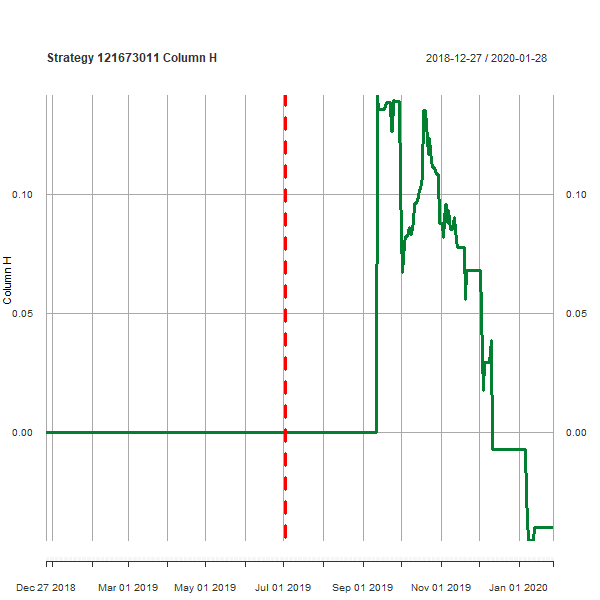 Strategy 121673011 Column H
2018-12-27 / 2020-01-28
0.10
0.10
Column H
0.05
0.05
0.00
0.00
Dec 27 2018
Mar 01 2019
May 01 2019
Jul 01 2019
Sep 01 2019
Nov 01 2019
Jan 01 2020